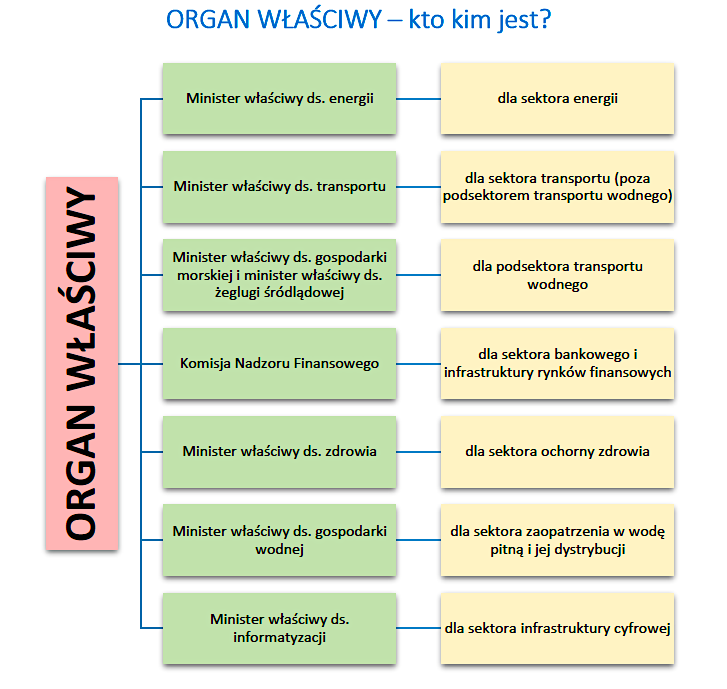 ORGAN WŁAŚCIWY – kto kim jest?
ORGAN WŁAŚCIWY
Minister właściwy ds. energii
dla sektora energii
Minister właściwy ds. transportu
dla sektora transportu (poza
podsektorem transportu wodnego)
Minister właściwy ds. gospodarki
morskiej i minister właściwy ds.
żeglugi śródlądowej
dla podsektora transportu
wodnego
Komisja Nadzoru Finansowego
dla sektora bankowego i
infrastruktury rynków finansowych
Minister właściwy ds. zdrowia
dla sektora ochorny zdrowia
Minister właściwy ds. gospodarki
wodnej
dla sektora zaopatrzenia w wodę
pitną i jej dystrybucji
Minister właściwy ds.
informatyzacji
dla sektora infrastruktury cyfrowej